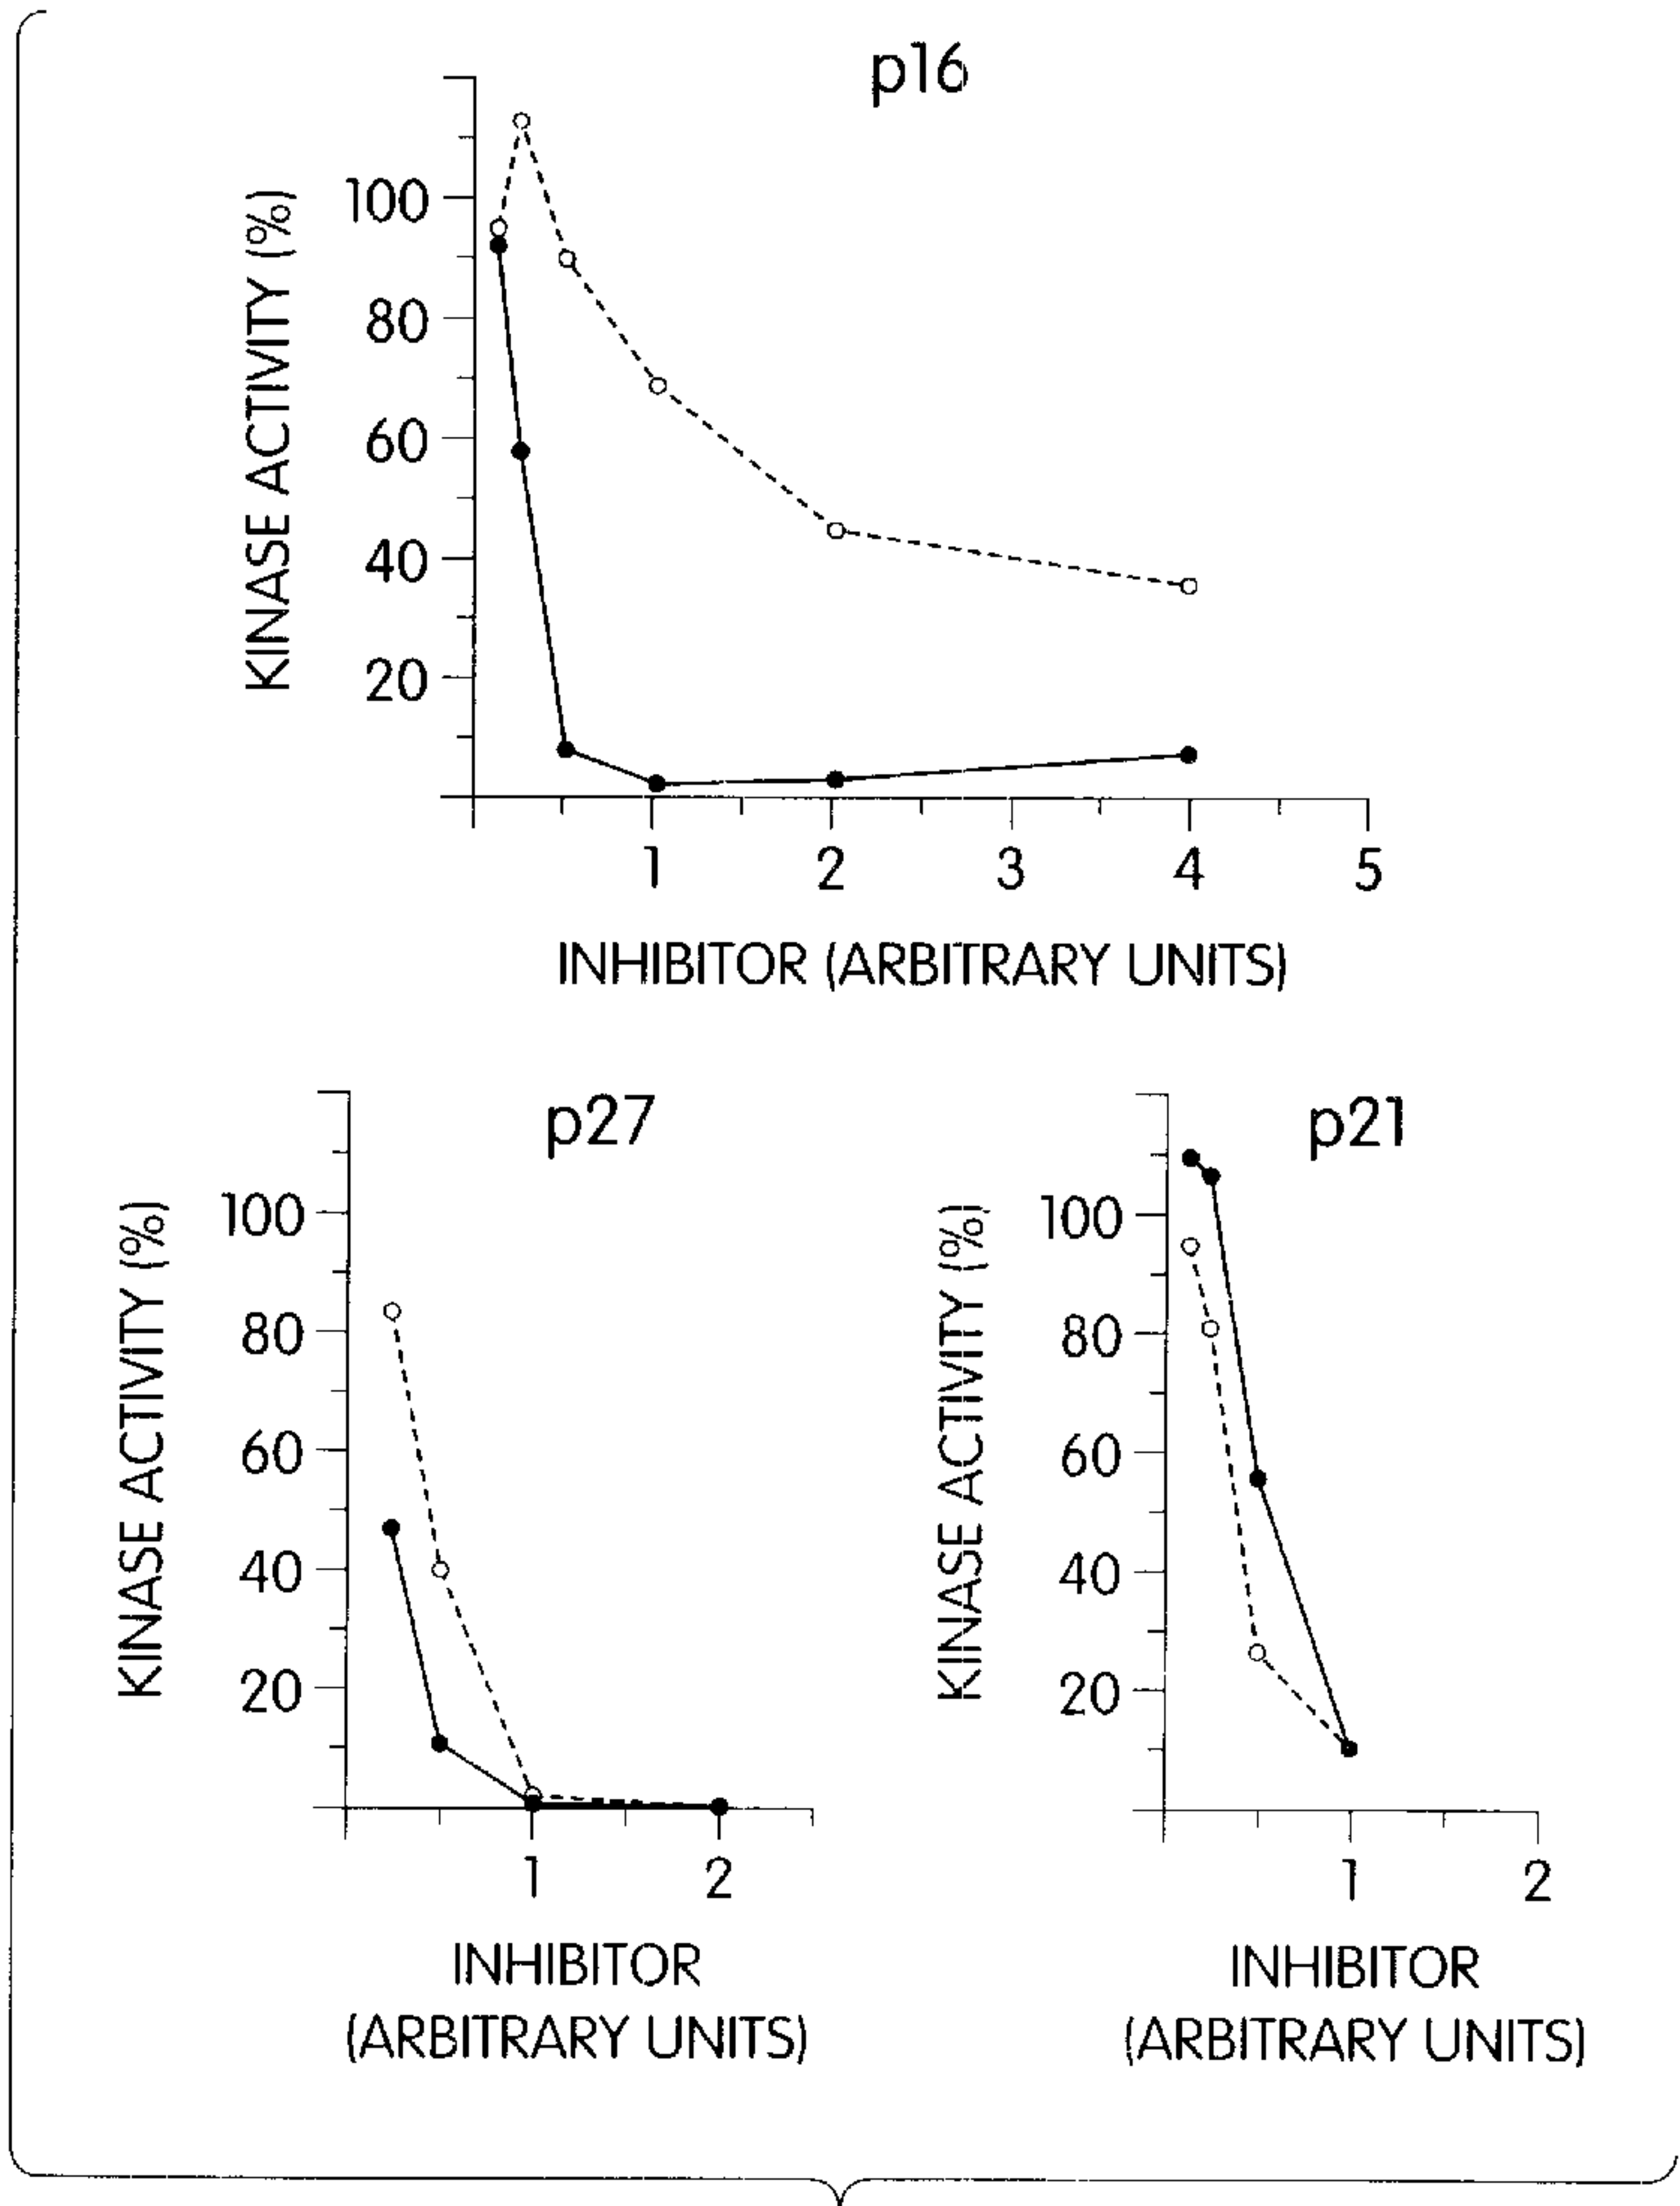 p16
KINASE ACTIVITY (%)
100
80
60
40
20
1 2 3 4 5
INHIBITOR (ARBITRARY UNITS)
p27
KINASE ACTIVITY (%)
100
80
60
40
20
1 2
INHIBITOR
(ARBITRARY UNITS)
p21
KINASE ACTIVITY (%)
100
80
60
40
20
1 2
INHIBITOR
(ARBITRARY UNITS)